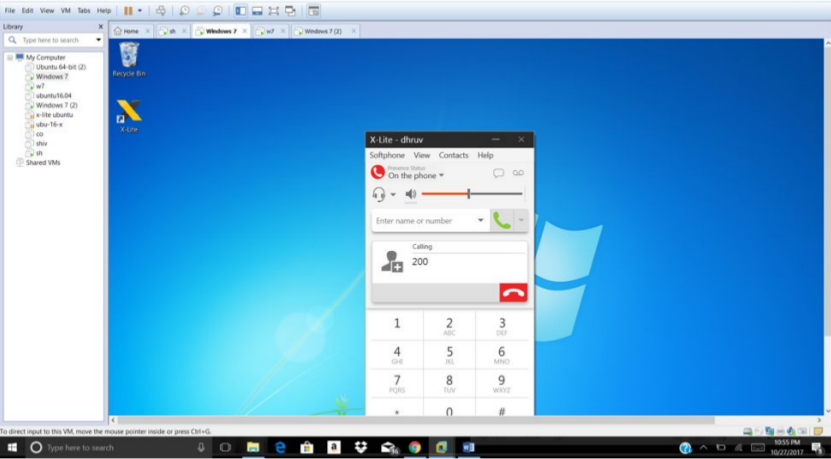 File Edit View VM Tabs Help
Library X
Type here to search
Home X sh X Windows 7 X w7 X Windows 7 (2) X
My Computer
Ubuntu 64-bit (2)
Windows 7
w7
ubuntu16.04
Windows 7 (2)
x-lite ubuntu
ubu-16-x
co
shiv
sh
Shared VMs
Recycle Bin
X-Lite
X-Lite - dhruv
Softphone View Contacts Help
Presence Status
On the phone
Enter name or number
Calling
200
1 2 3
ABC DEF
4 5 6
GHI JKL MNO
7 8 9
PQRS TUV WXYZ
* 0 #
To direct input to this VM, move the mouse pointer inside or press Ctrl+G.
Type here to search
10:55 PM
10/27/2017